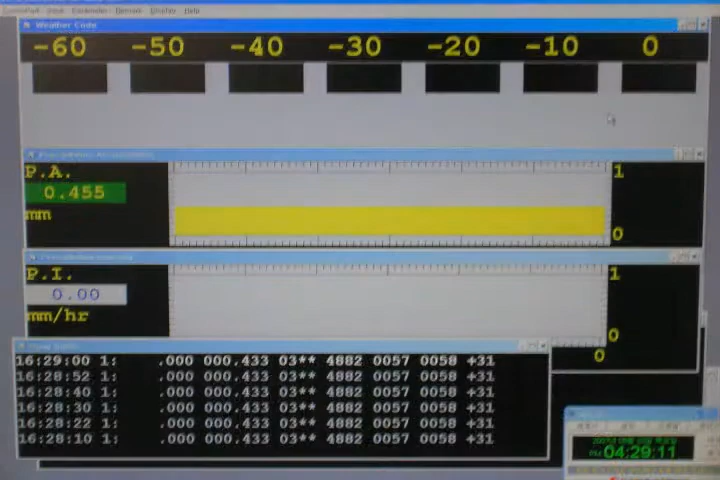 Display Help
Weather Code
-60 -50 -40 -30 -20 -10 0
P.A.
0.455
mm
1
0
P.I.
0.00
mm/hr
1
0
0
16:29:00 1: .000 000.433 03** 4882 0057 0058 +31
16:28:52 1: .000 000.433 03** 4882 0057 0058 +31
16:28:40 1: .000 000.433 03** 4882 0057 0058 +31
16:28:30 1: .000 000.433 03** 4882 0057 0058 +31
16:28:22 1: .000 000.433 03** 4882 0057 0058 +31
16:28:10 1: .000 000.433 03** 4882 0057 0058 +31
04:29:11